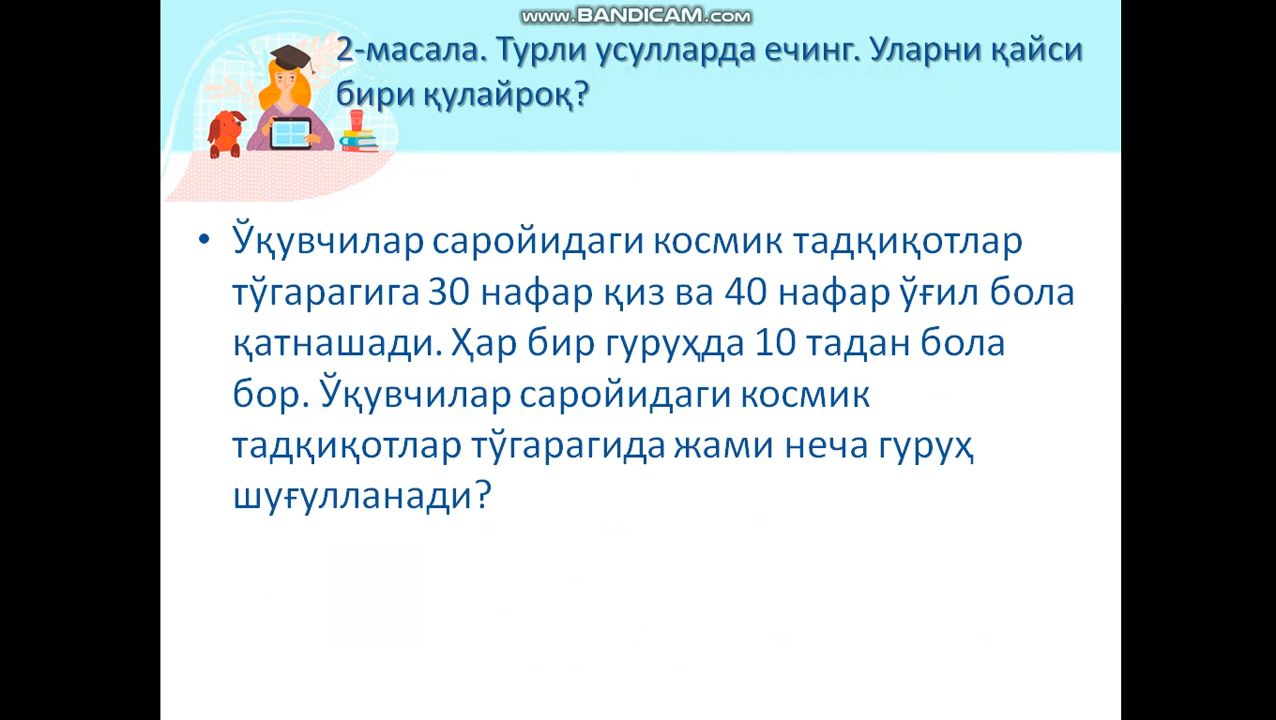 www.BANDICAM.com
2-масала. Турли усулларда ечинг. Уларни қайси
бири қулайроқ?
• Ўқувчилар саройидаги космик тадқиқотлар
тўгарагига 30 нафар қиз ва 40 нафар ўғил бола
қатнашади. Ҳар бир гуруҳда 10 тадан бола
бор. Ўқувчилар саройидаги космик
тадқиқотлар тўгарагида жами неча гуруҳ
шуғулланади?